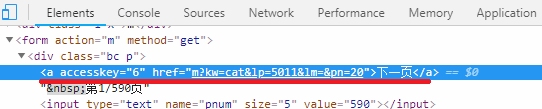 Elements Console Sources Network Performance
<form action="m" method="get">
<div class="bc p">
<a accesskey="6" href="m?kw=cat&lp=5011&lm=&pn=20">下一页</a> == $0
"&nbsp;第1/590页"
<input type="text" name="pnum" size="5" value="590"></input>